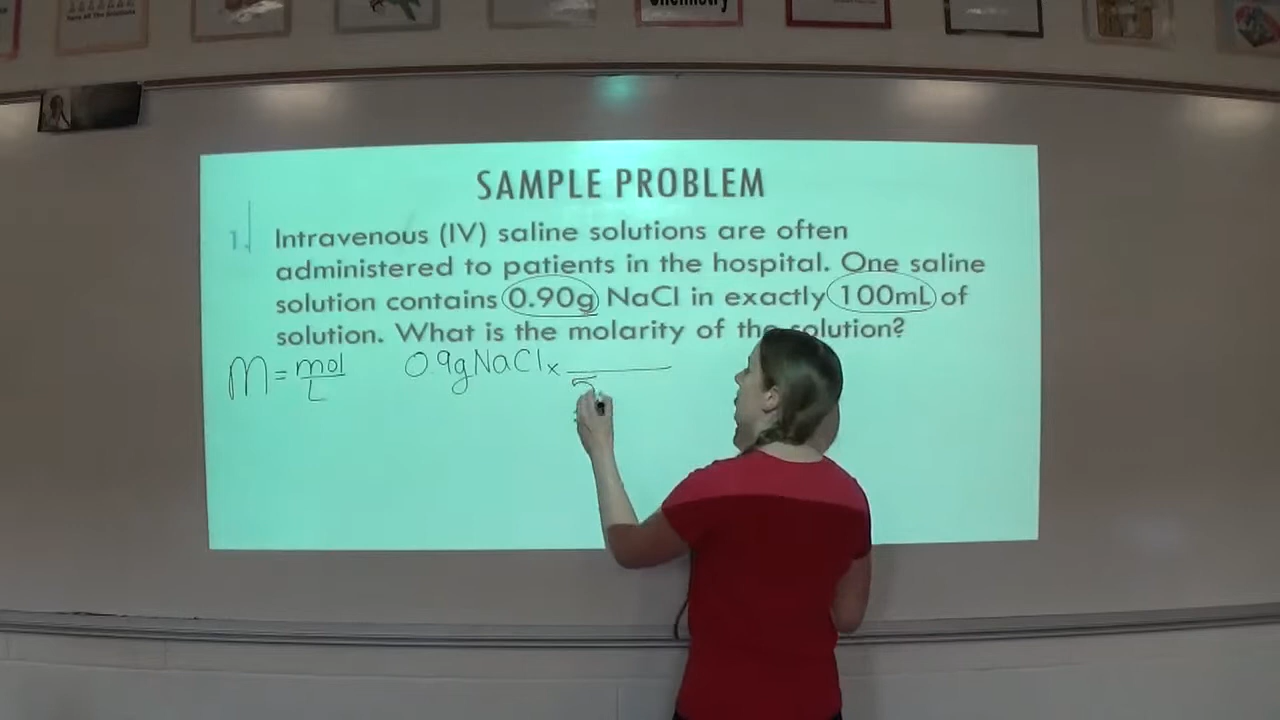 Chemistry
SAMPLE PROBLEM
1. Intravenous (IV) saline solutions are often
administered to patients in the hospital. One saline
solution contains 0.90g NaCl in exactly 100mL of
solution. What is the molarity of the solution?
M = mol/L 0.9g NaCl x
5